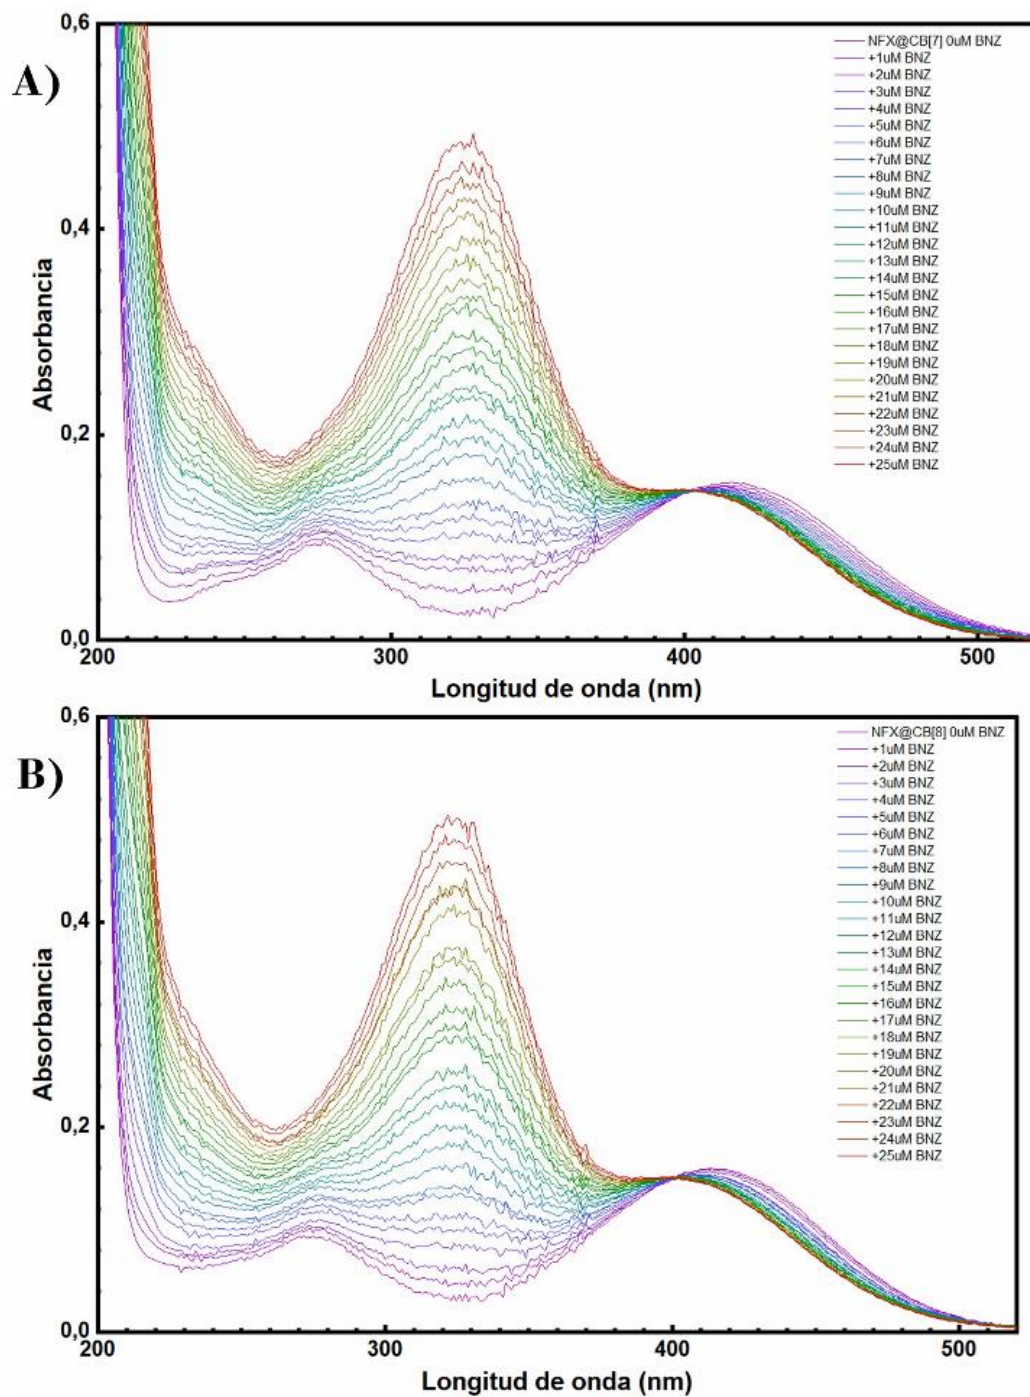 A)
0,6
0,4
0,2
0,0
Absorbancia
NFX@CB[7] 0uM BNZ
+1uM BNZ
+2uM BNZ
+3uM BNZ
+4uM BNZ
+5uM BNZ
+6uM BNZ
+7uM BNZ
+8uM BNZ
+9uM BNZ
+10uM BNZ
+11uM BNZ
+12uM BNZ
+13uM BNZ
+14uM BNZ
+15uM BNZ
+16uM BNZ
+17uM BNZ
+18uM BNZ
+19uM BNZ
+20uM BNZ
+21uM BNZ
+22uM BNZ
+23uM BNZ
+24uM BNZ
+25uM BNZ
200 300 400 500
Longitud de onda (nm)
B)
0,6
0,4
0,2
0,0
Absorbancia
NFX@CB[8] 0uM BNZ
+1uM BNZ
+2uM BNZ
+3uM BNZ
+4uM BNZ
+5uM BNZ
+6uM BNZ
+7uM BNZ
+8uM BNZ
+9uM BNZ
+10uM BNZ
+11uM BNZ
+12uM BNZ
+13uM BNZ
+14uM BNZ
+15uM BNZ
+16uM BNZ
+17uM BNZ
+18uM BNZ
+19uM BNZ
+20uM BNZ
+21uM BNZ
+22uM BNZ
+23uM BNZ
+24uM BNZ
+25uM BNZ
200 300 400 500
Longitud de onda (nm)